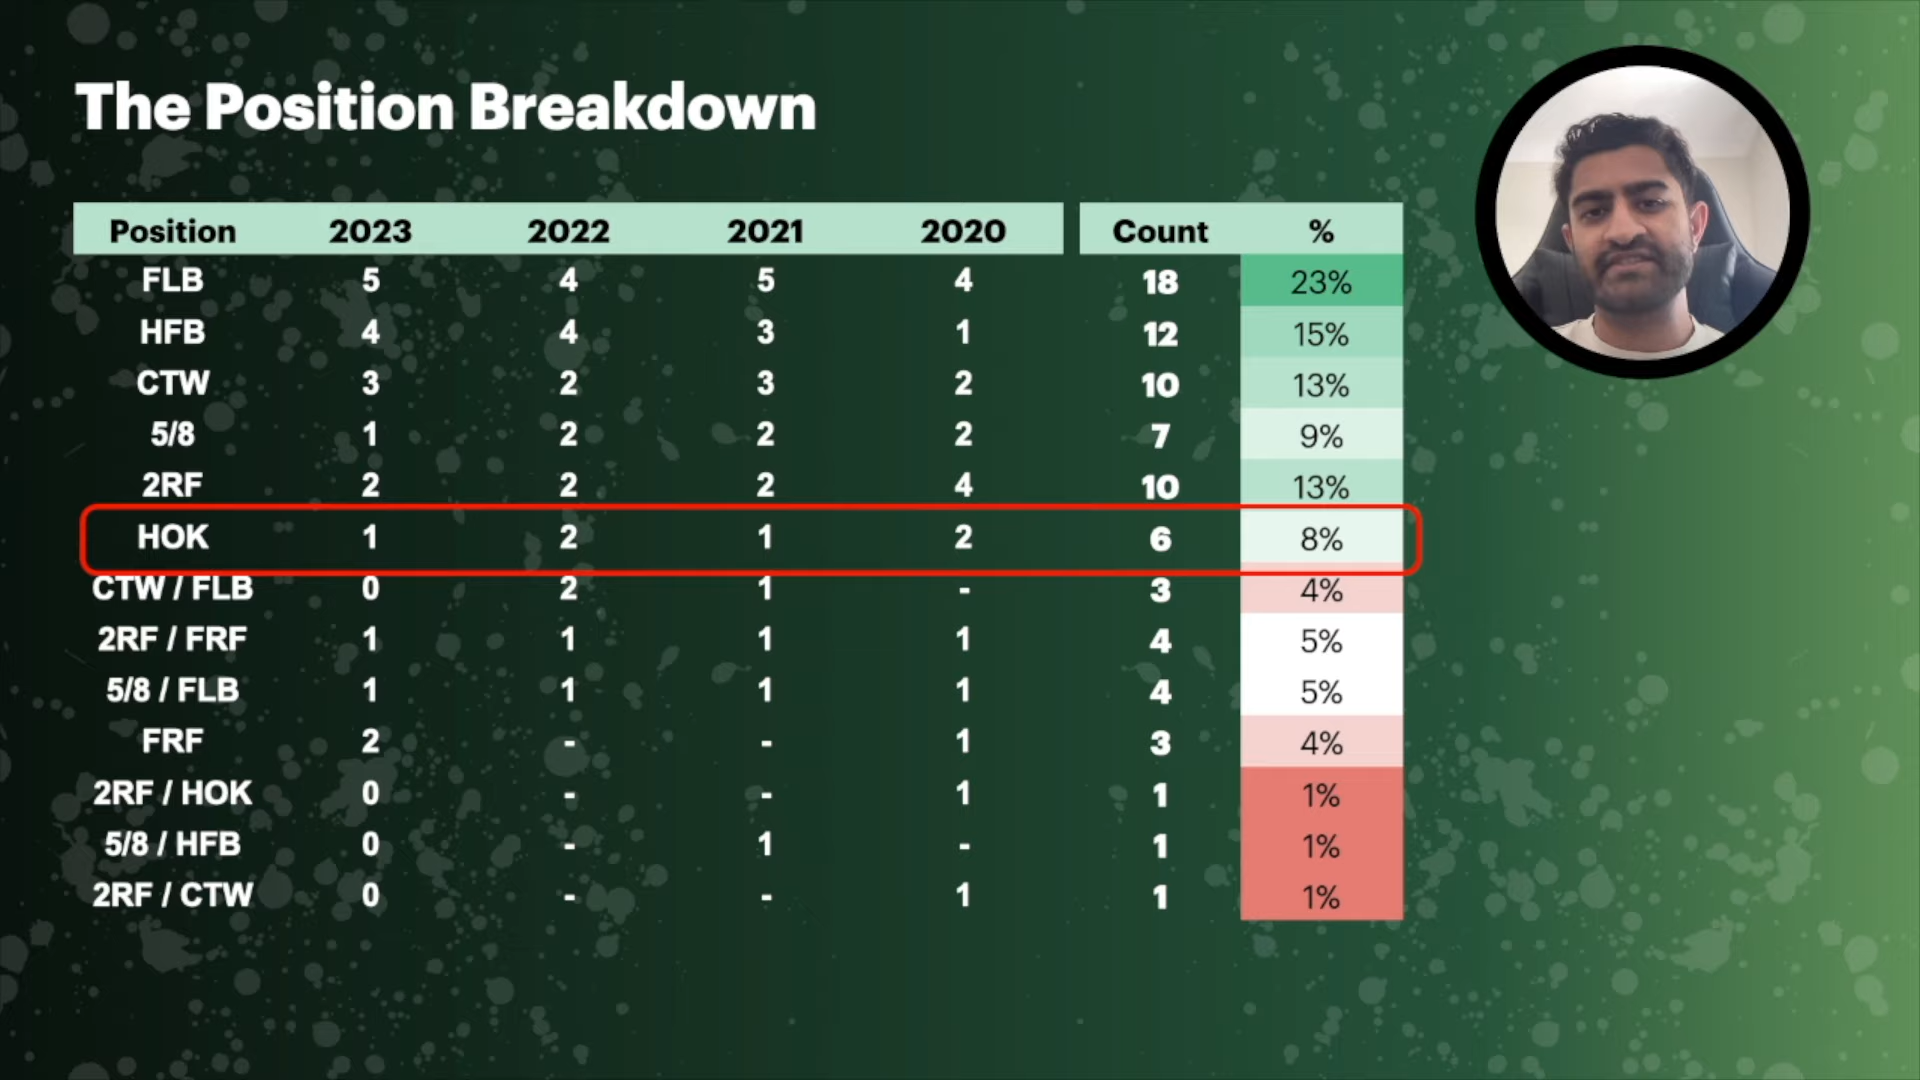 The Position Breakdown
Position 2023 2022 2021 2020 Count %
FLB 5 4 5 4 18 23%
HFB 4 4 3 1 12 15%
CTW 3 2 3 2 10 13%
5/8 1 2 2 2 7 9%
2RF 2 2 2 4 10 13%
HOK 1 2 1 2 6 8%
CTW / FLB 0 2 1 - 3 4%
2RF / FRF 1 1 1 1 4 5%
5/8 / FLB 1 1 1 1 4 5%
FRF 2 - - 1 3 4%
2RF / HOK 0 - - 1 1 1%
5/8 / HFB 0 - 1 - 1 1%
2RF / CTW 0 - - 1 1 1%